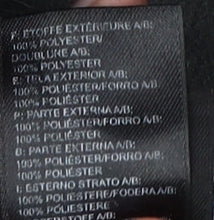 F: ETOFFE EXTÉRIEURE A/B:
100% POLYESTER/
DOUBLURE A/B:
100% POLYESTER
E: TELA EXTERIOR A/B:
100% POLIÉSTER/FORRO A/B:
100% POLIÉSTER
P: PARTE EXTERNA A/B:
100% POLIÉSTER/FORRO A/B:
100% POLIÉSTER
B: PARTE EXTERNA A/B:
100% POLIÉSTER/FORRO A/B:
100% POLIÉSTER
I: ESTERNO STRATO A/B:
100% POLIESTERE/FODERA A/B:
100% POLIESTERE